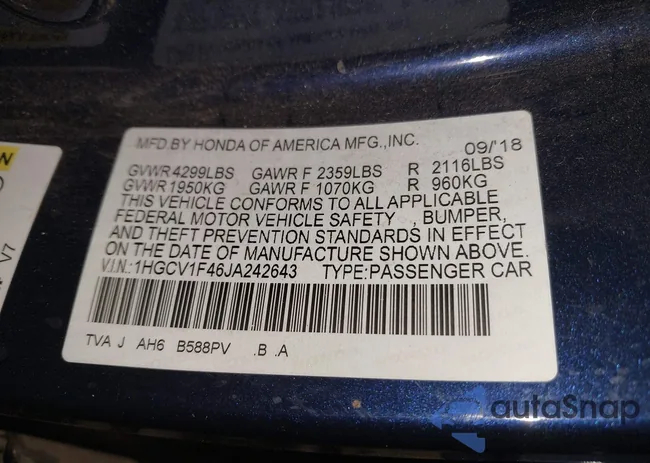 MFD.BY HONDA OF AMERICA MFG.,INC. 09/'18
GVWR 4299LBS GAWR F 2359LBS R 2116LBS
GVWR 1950KG GAWR F 1070KG R 960KG
THIS VEHICLE CONFORMS TO ALL APPLICABLE
FEDERAL MOTOR VEHICLE SAFETY , BUMPER,
AND THEFT PREVENTION STANDARDS IN EFFECT
ON THE DATE OF MANUFACTURE SHOWN ABOVE.
V.I.N.:1HGCV1F46JA242643 TYPE:PASSENGER CAR
TVA J AH6 B588PV .B .A
V7
autoSnap